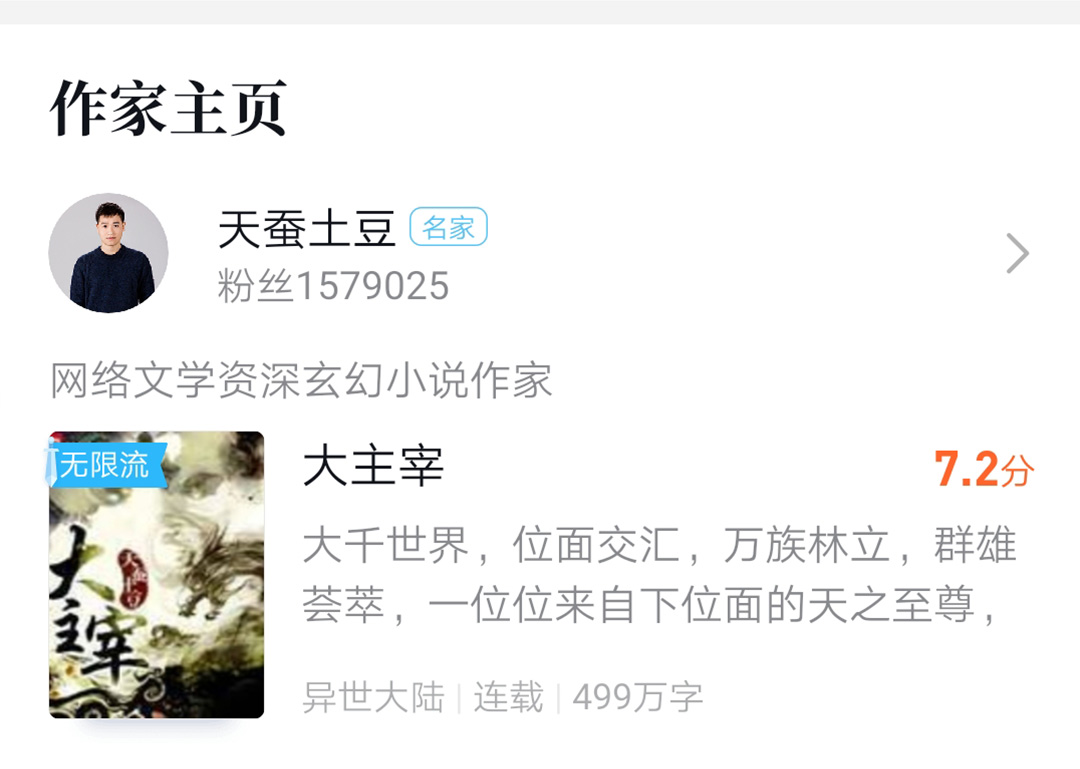 作家主页
天蚕土豆 名家
粉丝1579025
网络文学资深玄幻小说作家
无限流
大主宰
天蚕土豆
大主宰 7.2分
大千世界，位面交汇，万族林立，群雄
荟萃，一位位来自下位面的天之至尊，
异世大陆 | 连载 | 499万字